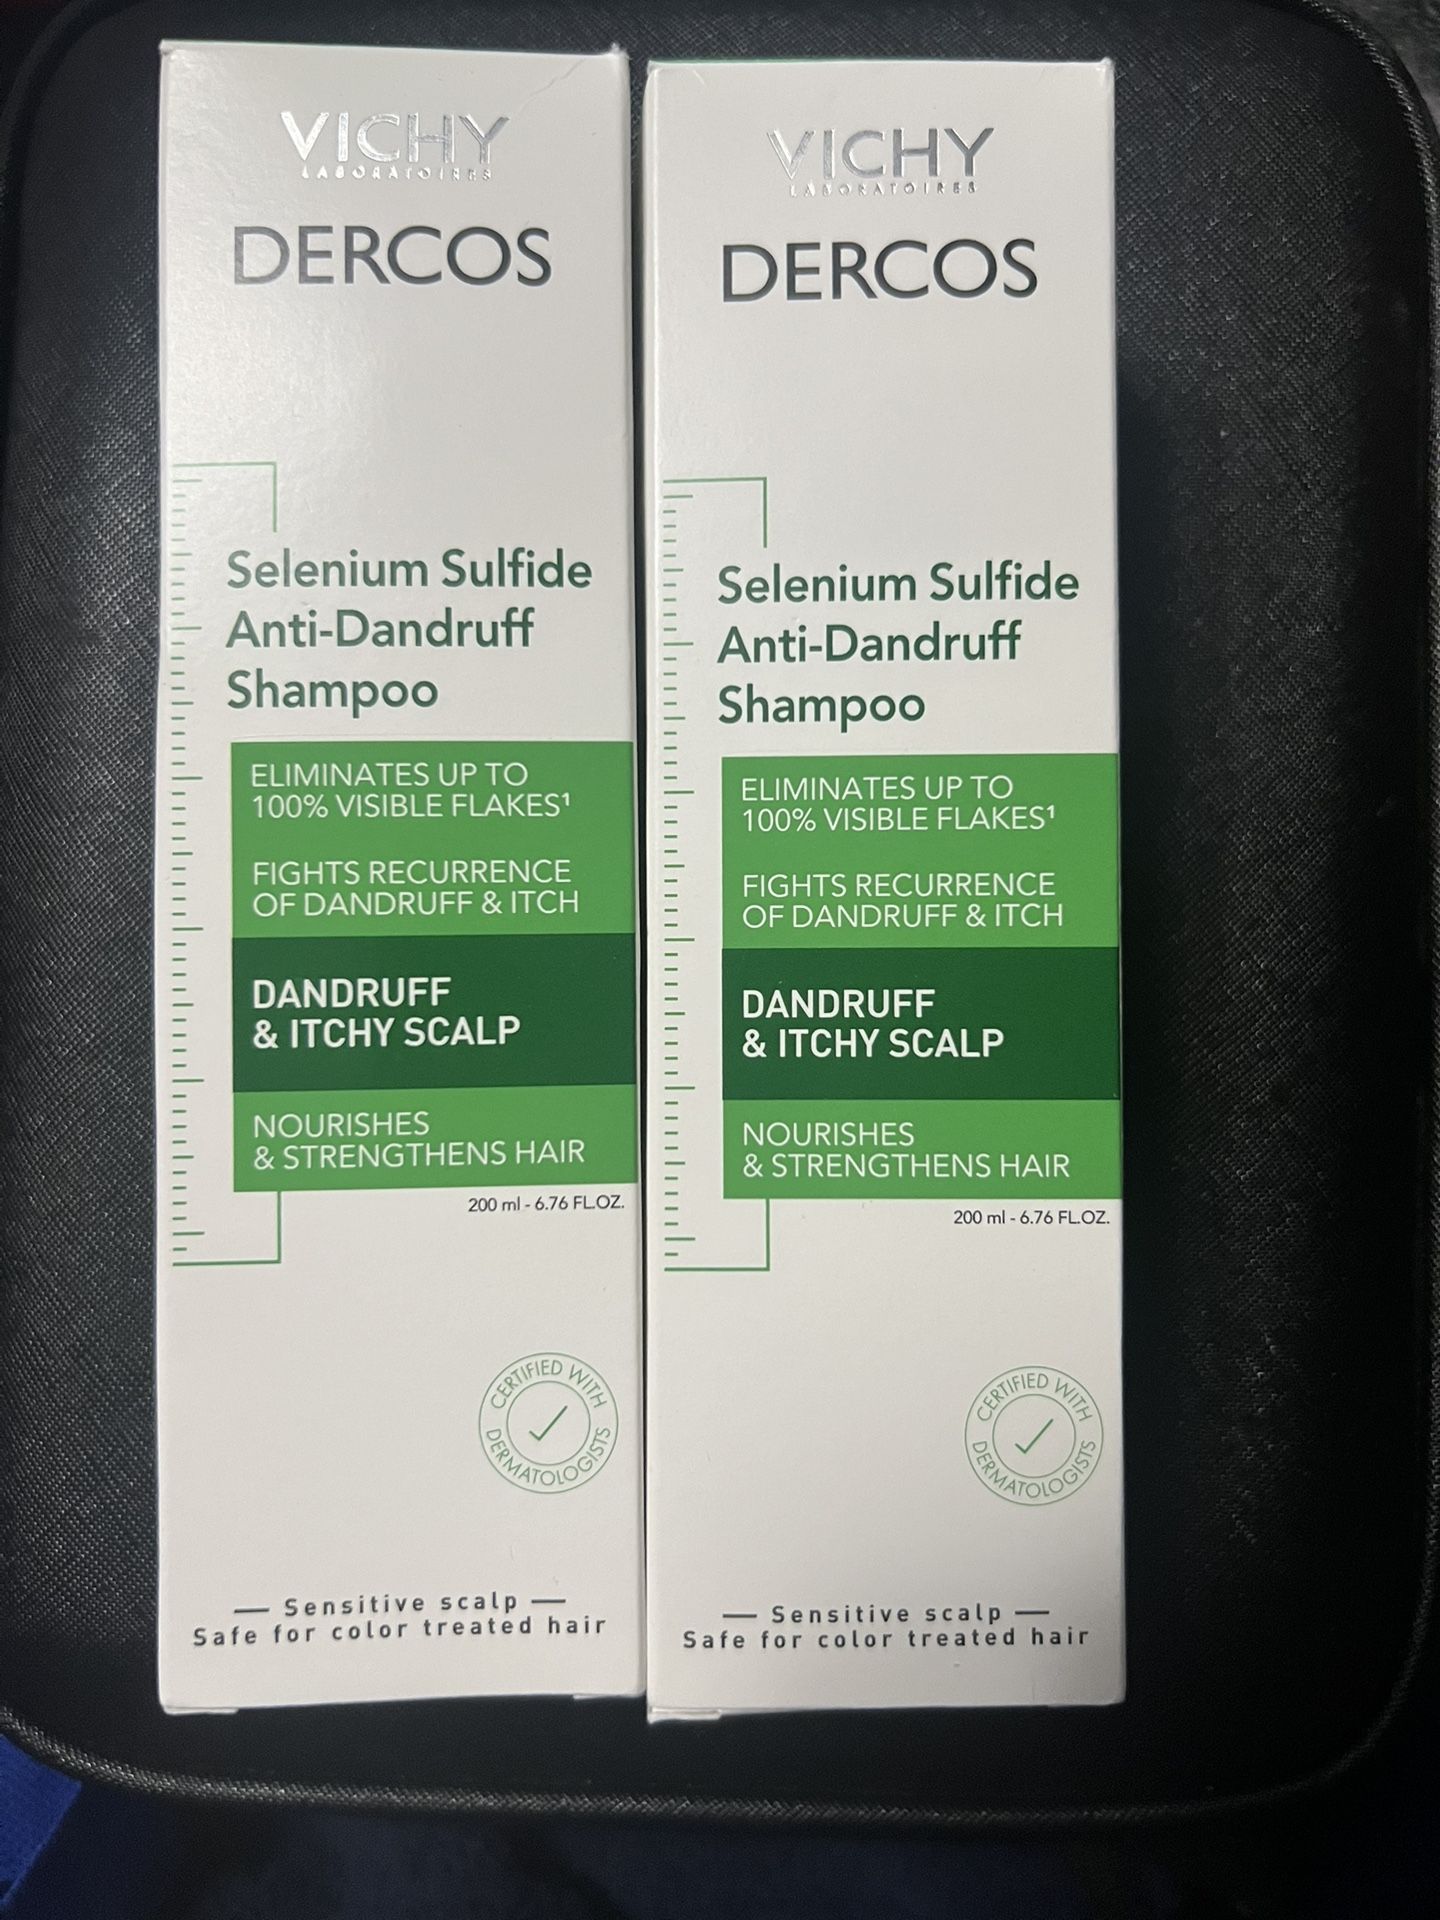 VICHY
LABORATOIRES
DERCOS
Selenium Sulfide
Anti-Dandruff
Shampoo
ELIMINATES UP TO
100% VISIBLE FLAKES¹
FIGHTS RECURRENCE
OF DANDRUFF & ITCH
DANDRUFF
& ITCHY SCALP
NOURISHES
& STRENGTHENS HAIR
200 ml - 6.76 FL.OZ.
CERTIFIED WITH
DERMATOLOGISTS
— Sensitive scalp —
Safe for color treated hair
VICHY
LABORATOIRES
DERCOS
Selenium Sulfide
Anti-Dandruff
Shampoo
ELIMINATES UP TO
100% VISIBLE FLAKES¹
FIGHTS RECURRENCE
OF DANDRUFF & ITCH
DANDRUFF
& ITCHY SCALP
NOURISHES
& STRENGTHENS HAIR
200 ml - 6.76 FL.OZ.
CERTIFIED WITH
DERMATOLOGISTS
— Sensitive scalp —
Safe for color treated hair